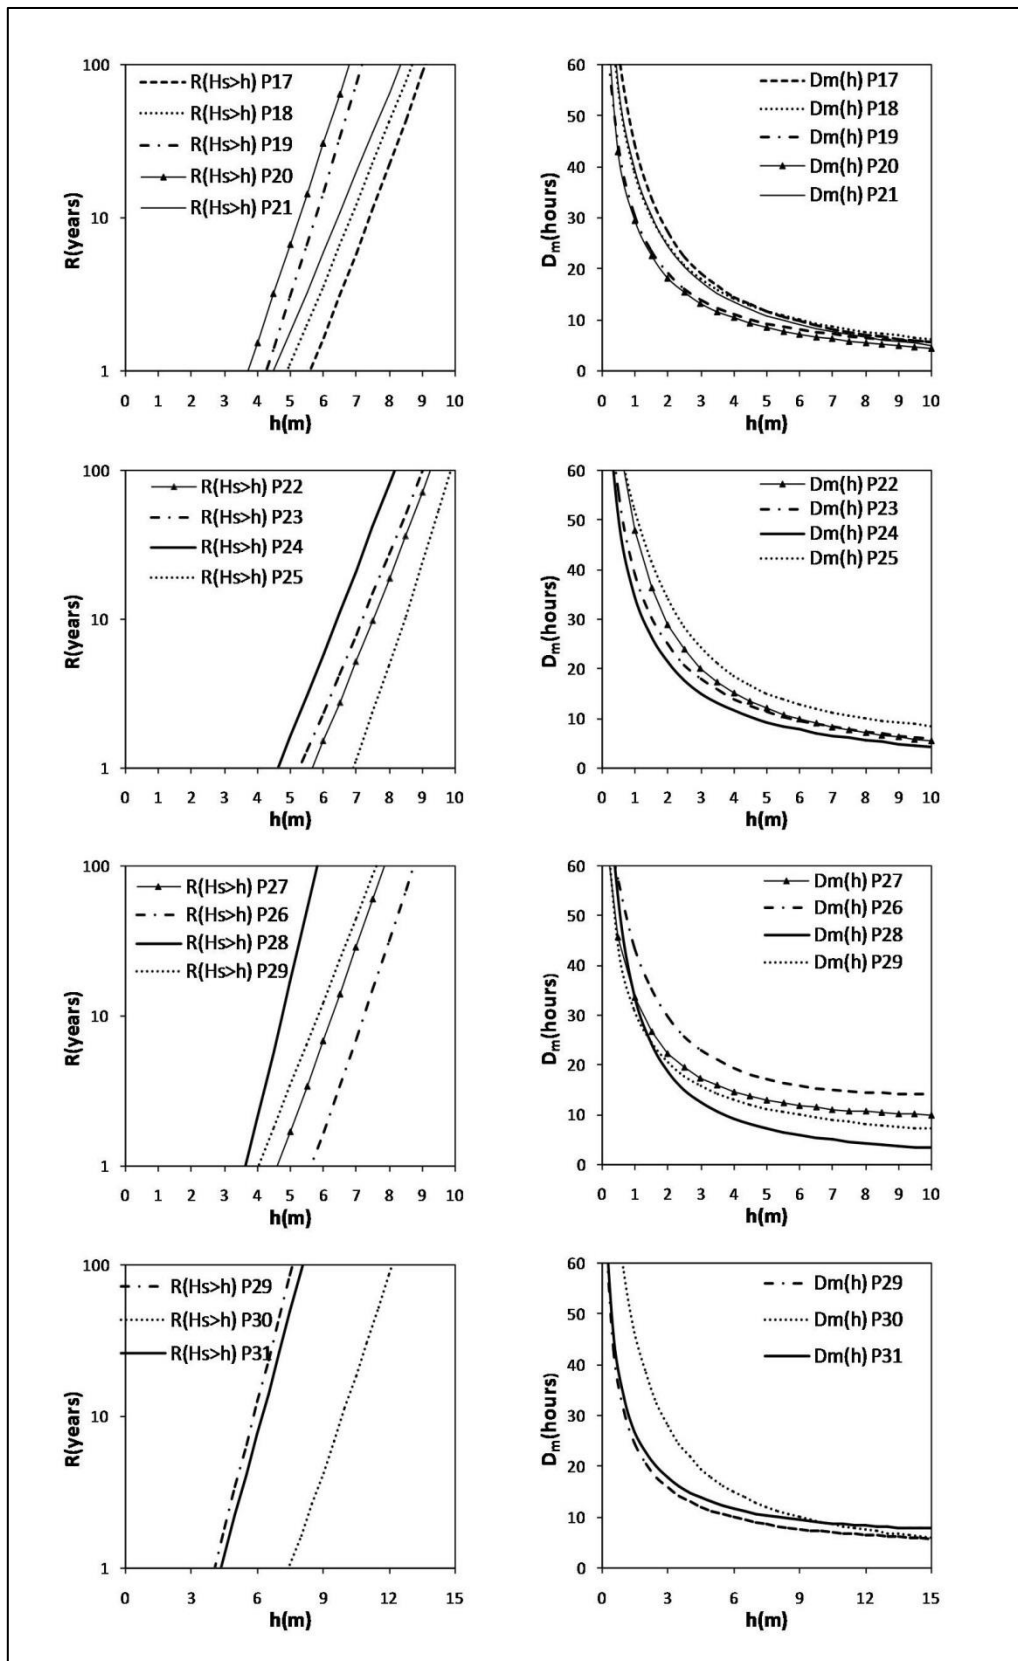 100
10
1
R(years)
R(Hs>h) P17
R(Hs>h) P18
R(Hs>h) P19
R(Hs>h) P20
R(Hs>h) P21
0 1 2 3 4 5 6 7 8 9 10
h(m)
60
50
40
30
20
10
0
Dm(hours)
Dm(h) P17
Dm(h) P18
Dm(h) P19
Dm(h) P20
Dm(h) P21
0 1 2 3 4 5 6 7 8 9 10
h(m)
100
10
1
R(years)
R(Hs>h) P22
R(Hs>h) P23
R(Hs>h) P24
R(Hs>h) P25
0 1 2 3 4 5 6 7 8 9 10
h(m)
60
50
40
30
20
10
0
Dm(hours)
Dm(h) P22
Dm(h) P23
Dm(h) P24
Dm(h) P25
0 1 2 3 4 5 6 7 8 9 10
h(m)
100
10
1
R(years)
R(Hs>h) P27
R(Hs>h) P26
R(Hs>h) P28
R(Hs>h) P29
0 1 2 3 4 5 6 7 8 9 10
h(m)
60
50
40
30
20
10
0
Dm(hours)
Dm(h) P27
Dm(h) P26
Dm(h) P28
Dm(h) P29
0 1 2 3 4 5 6 7 8 9 10
h(m)
100
10
1
R(years)
R(Hs>h) P29
R(Hs>h) P30
R(Hs>h) P31
0 3 6 9 12 15
h(m)
60
50
40
30
20
10
0
Dm(hours)
Dm(h) P29
Dm(h) P30
Dm(h) P31
0 3 6 9 12 15
h(m)